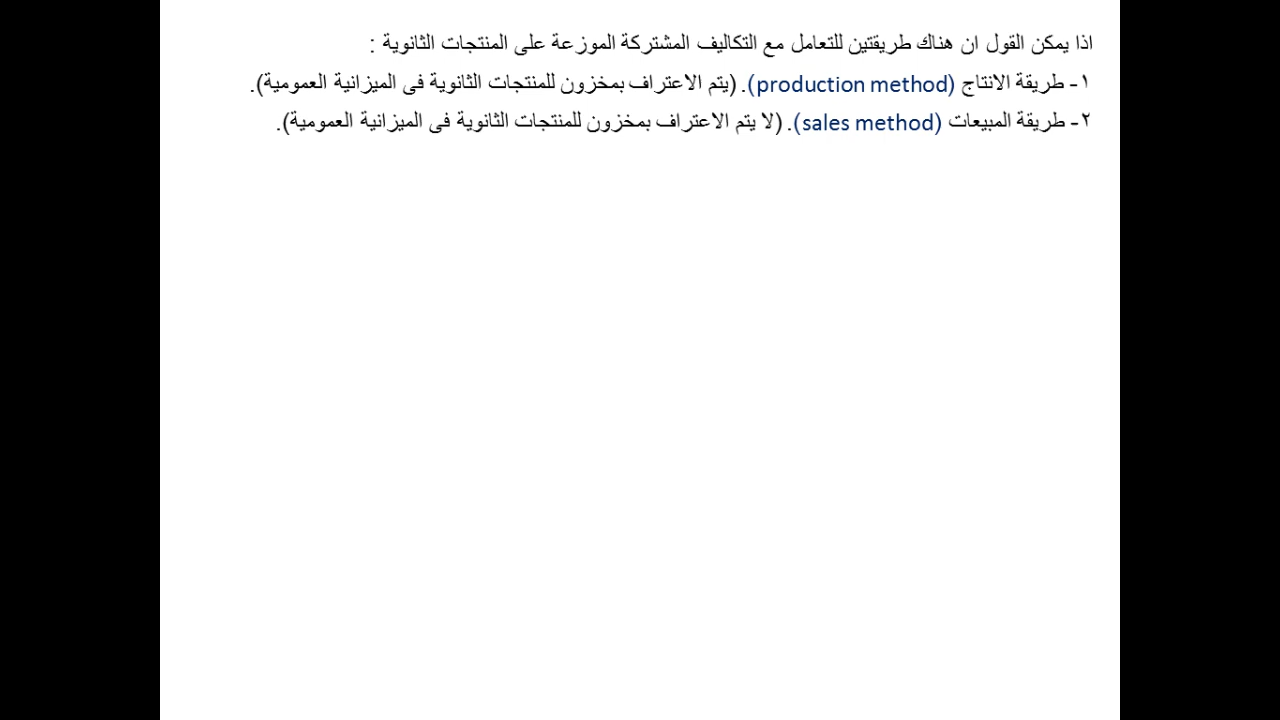 اذا يمكن القول ان هناك طريقتين للتعامل مع التكاليف المشتركة الموزعة على المنتجات الثانوية :
١- طريقة الانتاج (production method). (يتم الاعتراف بمخزون للمنتجات الثانوية فى الميزانية العمومية).
٢- طريقة المبيعات (sales method). (لا يتم الاعتراف بمخزون للمنتجات الثانوية فى الميزانية العمومية).